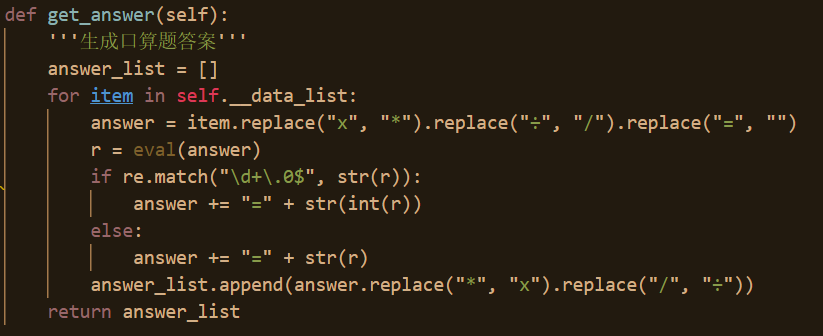 def get_answer(self):
    '''生成口算题答案'''
    answer_list = []
    for item in self.__data_list:
        answer = item.replace("x", "*").replace("÷", "/").replace("=", "")
        r = eval(answer)
        if re.match("\d+\.0$", str(r)):
            answer += "=" + str(int(r))
        else:
            answer += "=" + str(r)
        answer_list.append(answer.replace("*", "x").replace("/", "÷"))
    return answer_list